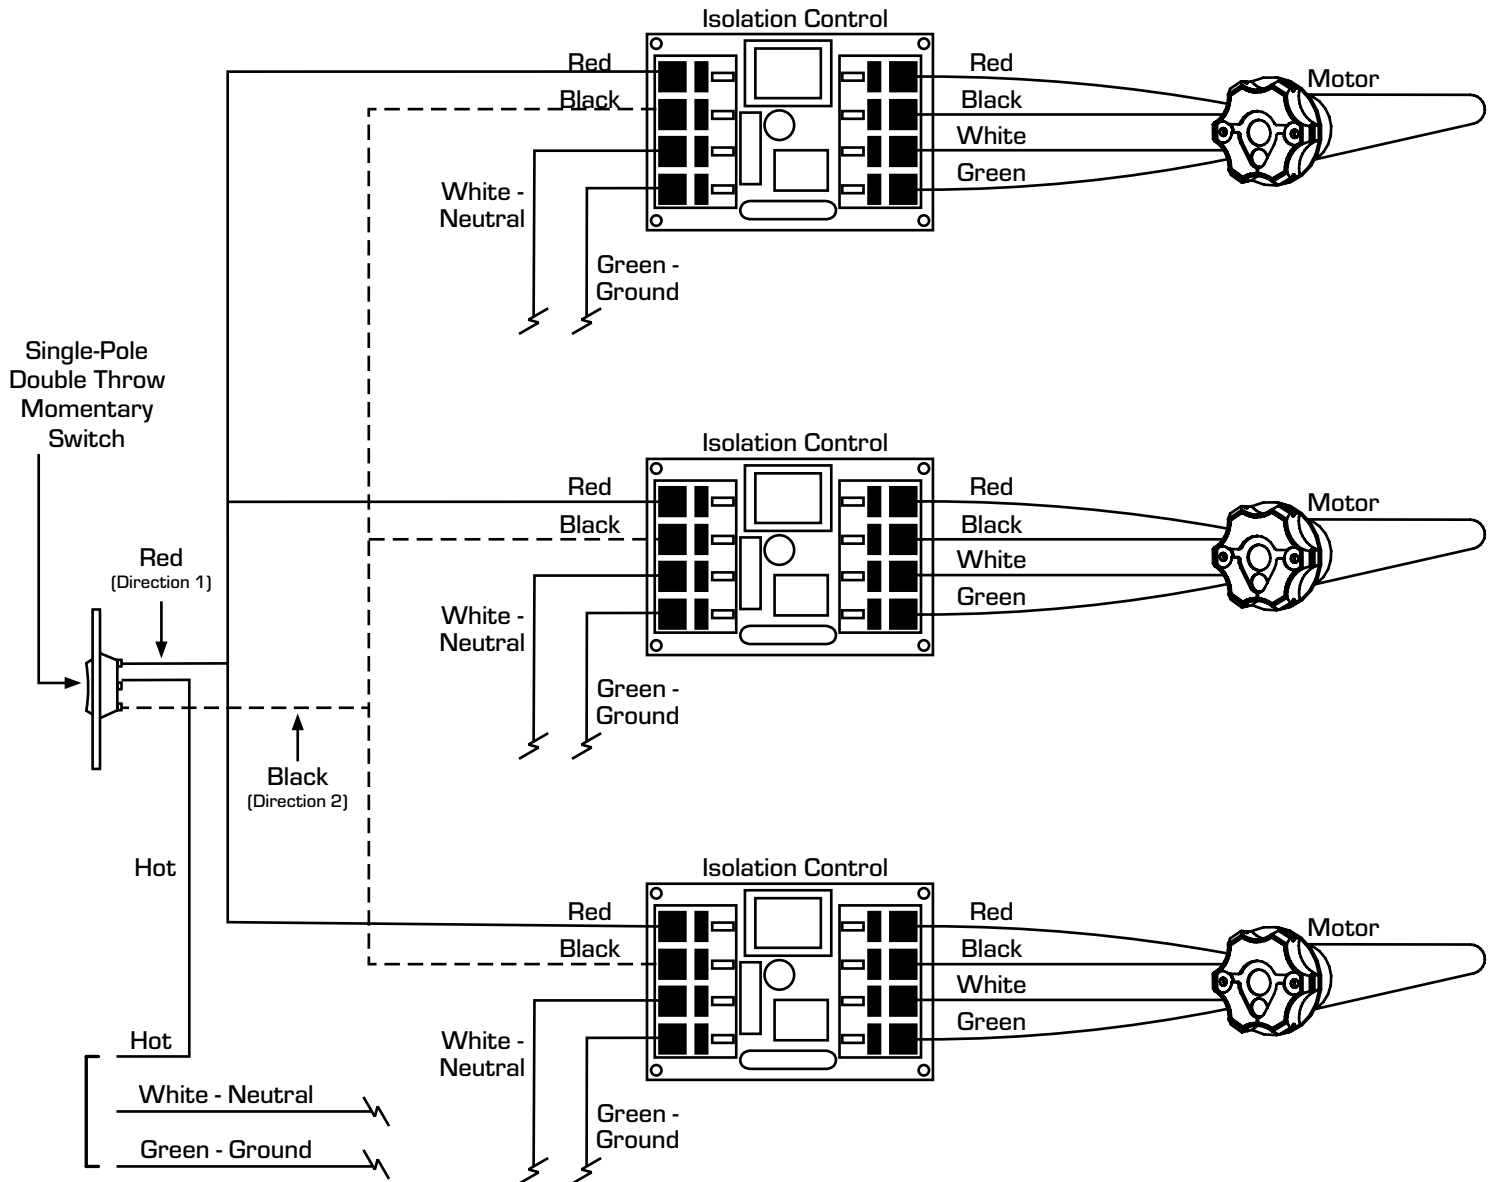 Isolation Control
Red
Black
White -
Neutral
Green -
Ground
Red
Black
White
Green
Motor
Single-Pole
Double Throw
Momentary
Switch
Isolation Control
Red
Black
White -
Neutral
Green -
Ground
Red
Black
White
Green
Motor
Red
(Direction 1)
Black
(Direction 2)
Hot
Isolation Control
Red
Black
White -
Neutral
Green -
Ground
Red
Black
White
Green
Motor
Hot
White - Neutral
Green - Ground